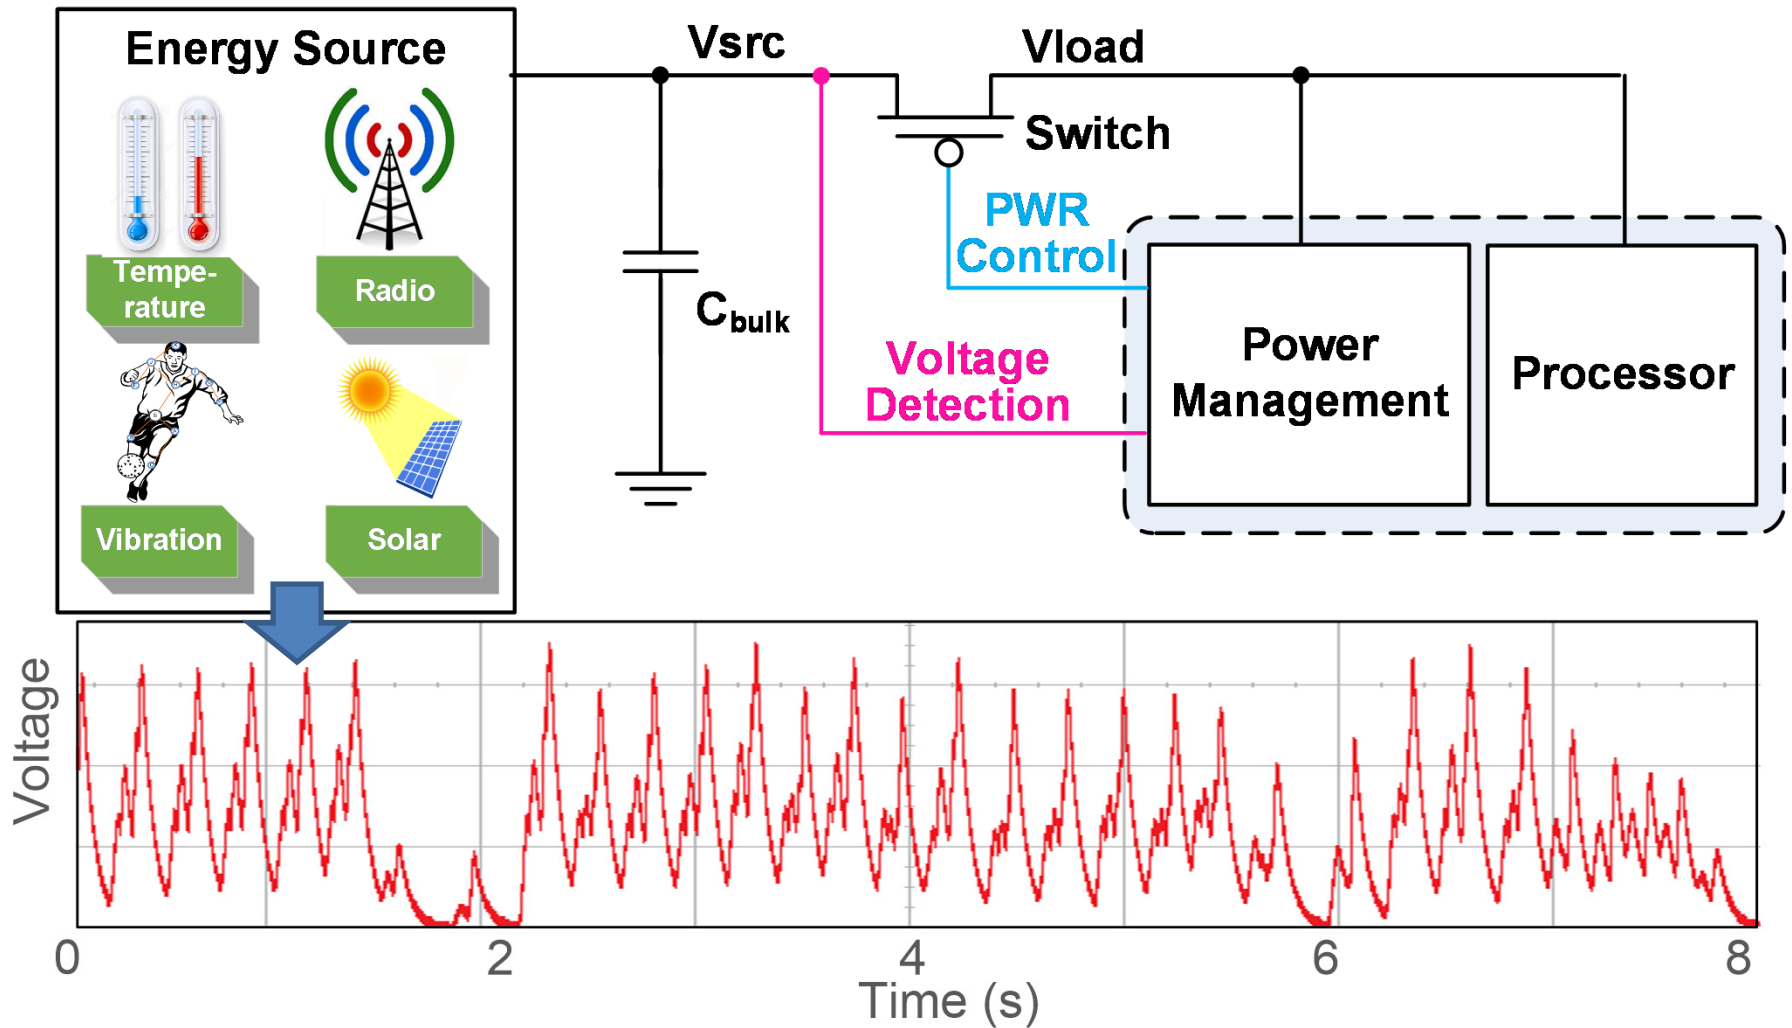 Energy Source
Vsrc
Vload
Switch
Tempe-
rature
Radio
PWR
Control
Cbulk
Voltage
Detection
Power
Management
Processor
Vibration
Solar
Voltage
0
2
4
6
8
Time (s)